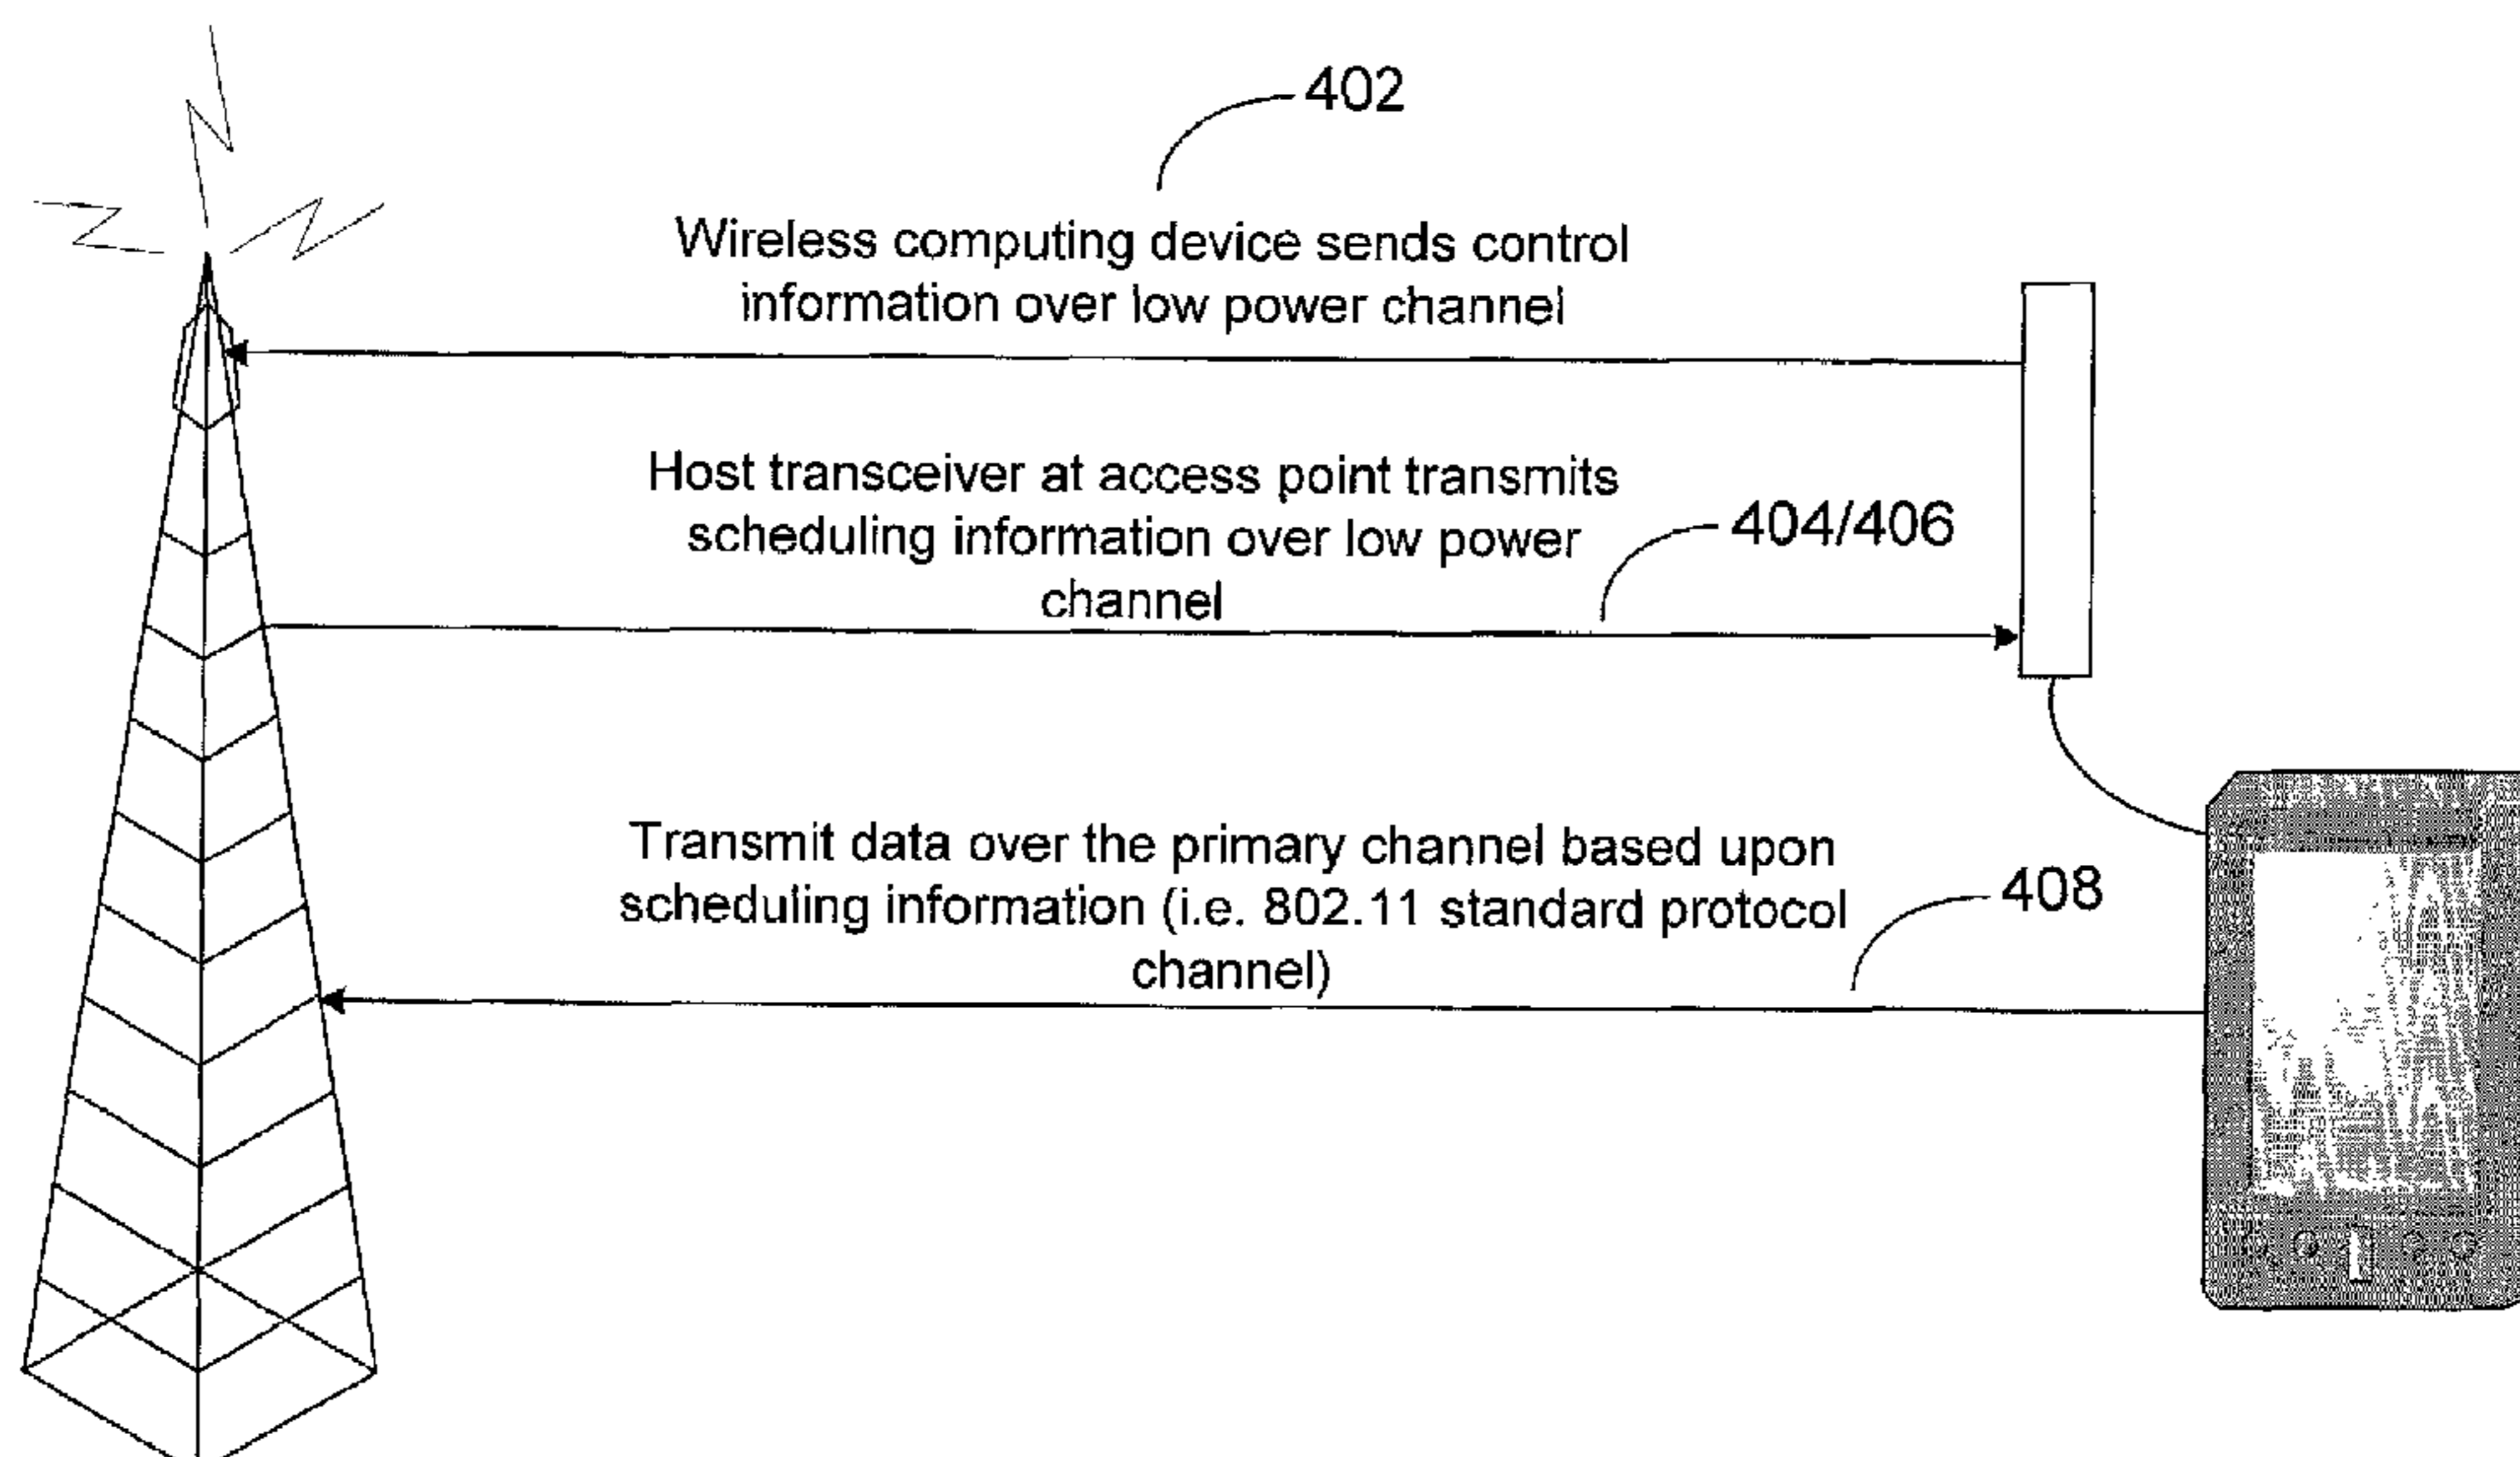 402
Wireless computing device sends control
information over low power channel
Host transceiver at access point transmits
scheduling information over low power
channel
404/406
Transmit data over the primary channel based upon
scheduling information (i.e. 802.11 standard protocol
channel)
408